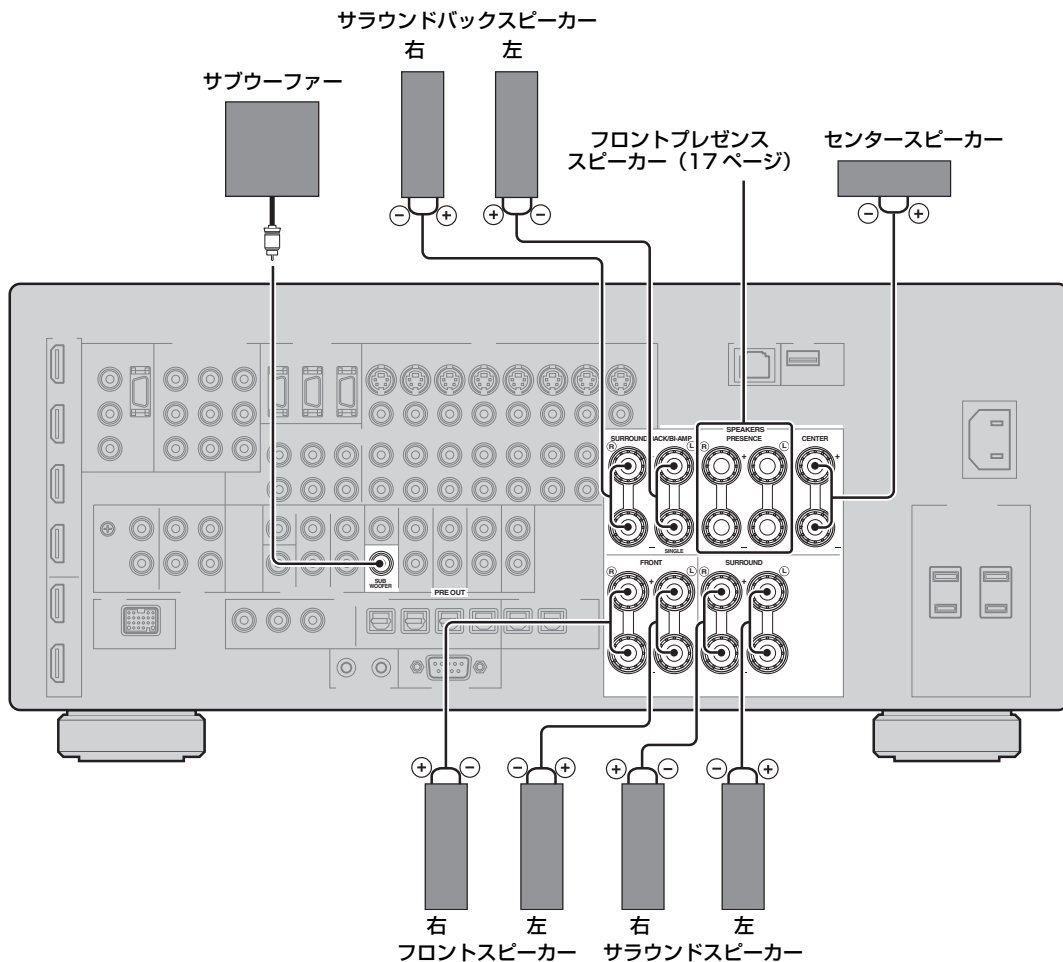 サラウンドバックスピーカー
右 左
サブウーファー
フロントプレゼンス
スピーカー（17 ページ）
センタースピーカー
− + + −
− +
SPEAKERS
SURROUND BACK/BI-AMP PRESENCE CENTER
R L R + L +
− SINGLE − −
SUB
WOOFER
PRE OUT
FRONT SURROUND
R + L R + L
− −
+ − − + + − − +
右 左 右 左
フロントスピーカー サラウンドスピーカー